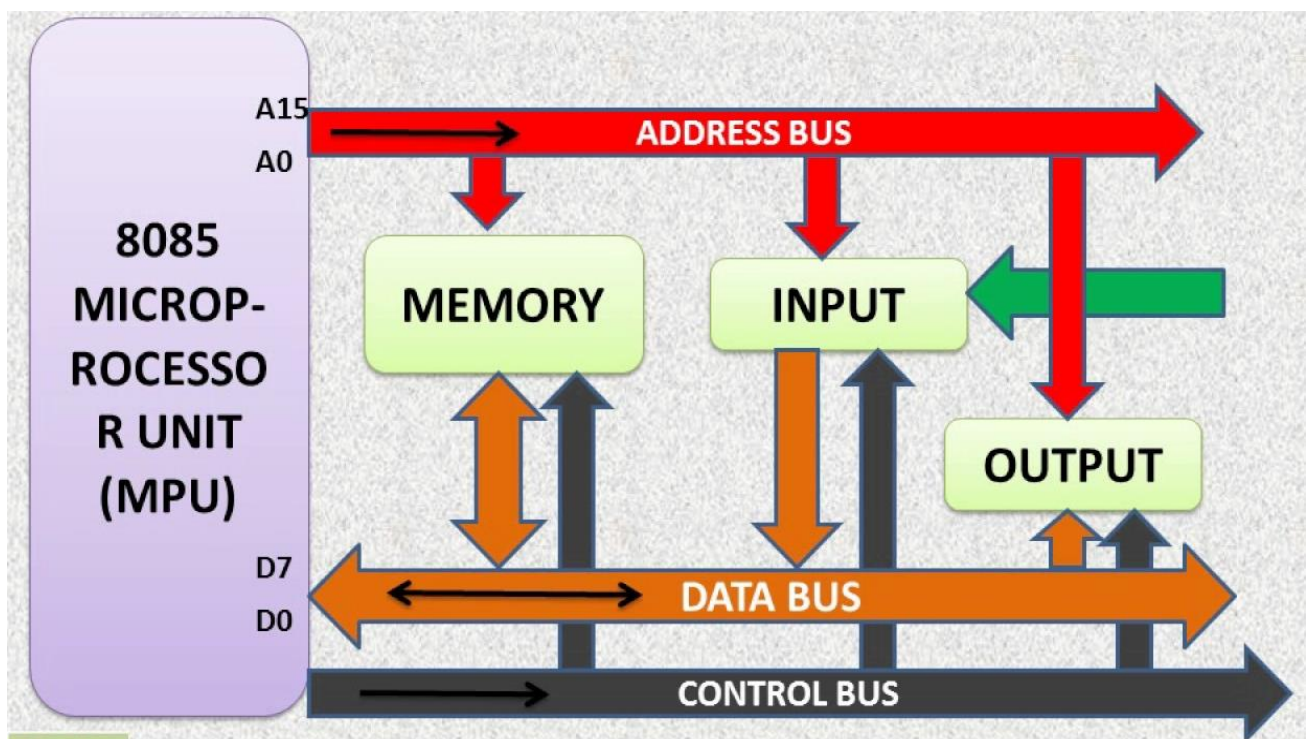 A15
ADDRESS BUS
A0
8085
MICROP-
ROCESSO
R UNIT
(MPU)
MEMORY
INPUT
OUTPUT
D7
DATA BUS
D0
CONTROL BUS